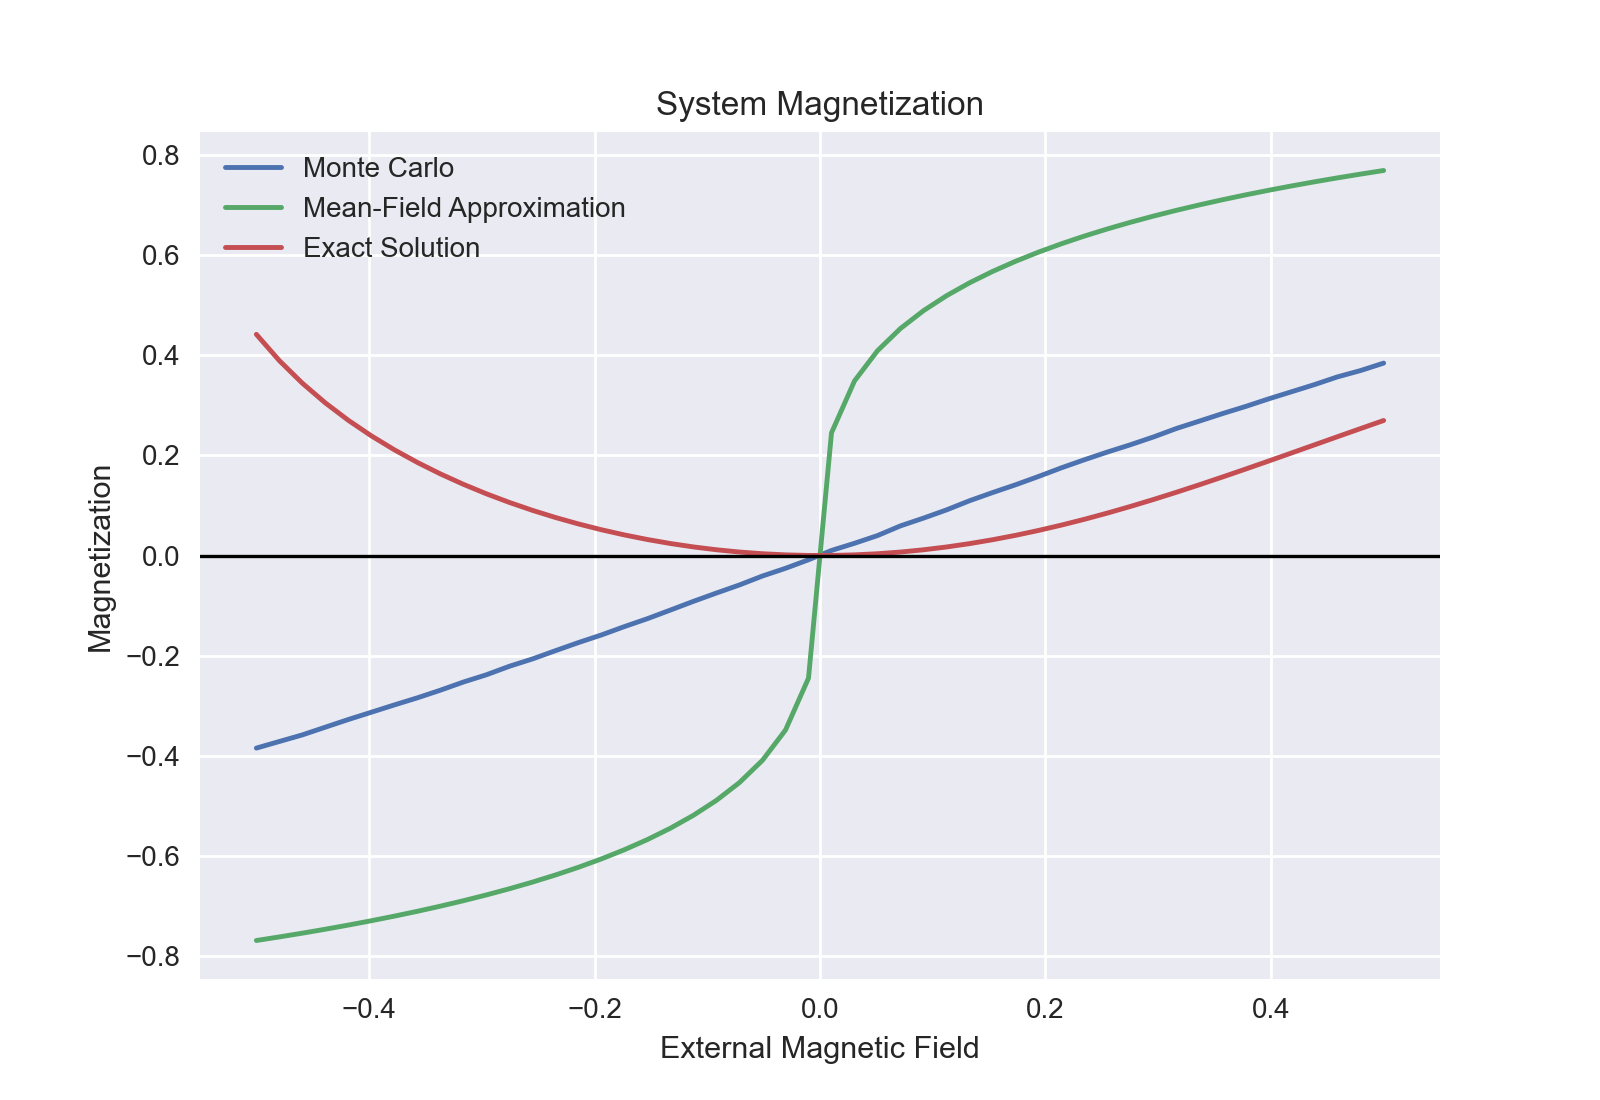 System Magnetization
Monte Carlo
Mean-Field Approximation
Exact Solution
0.8
0.6
0.4
0.2
0.0
−0.2
−0.4
−0.6
−0.8
Magnetization
−0.4 −0.2 0.0 0.2 0.4
External Magnetic Field